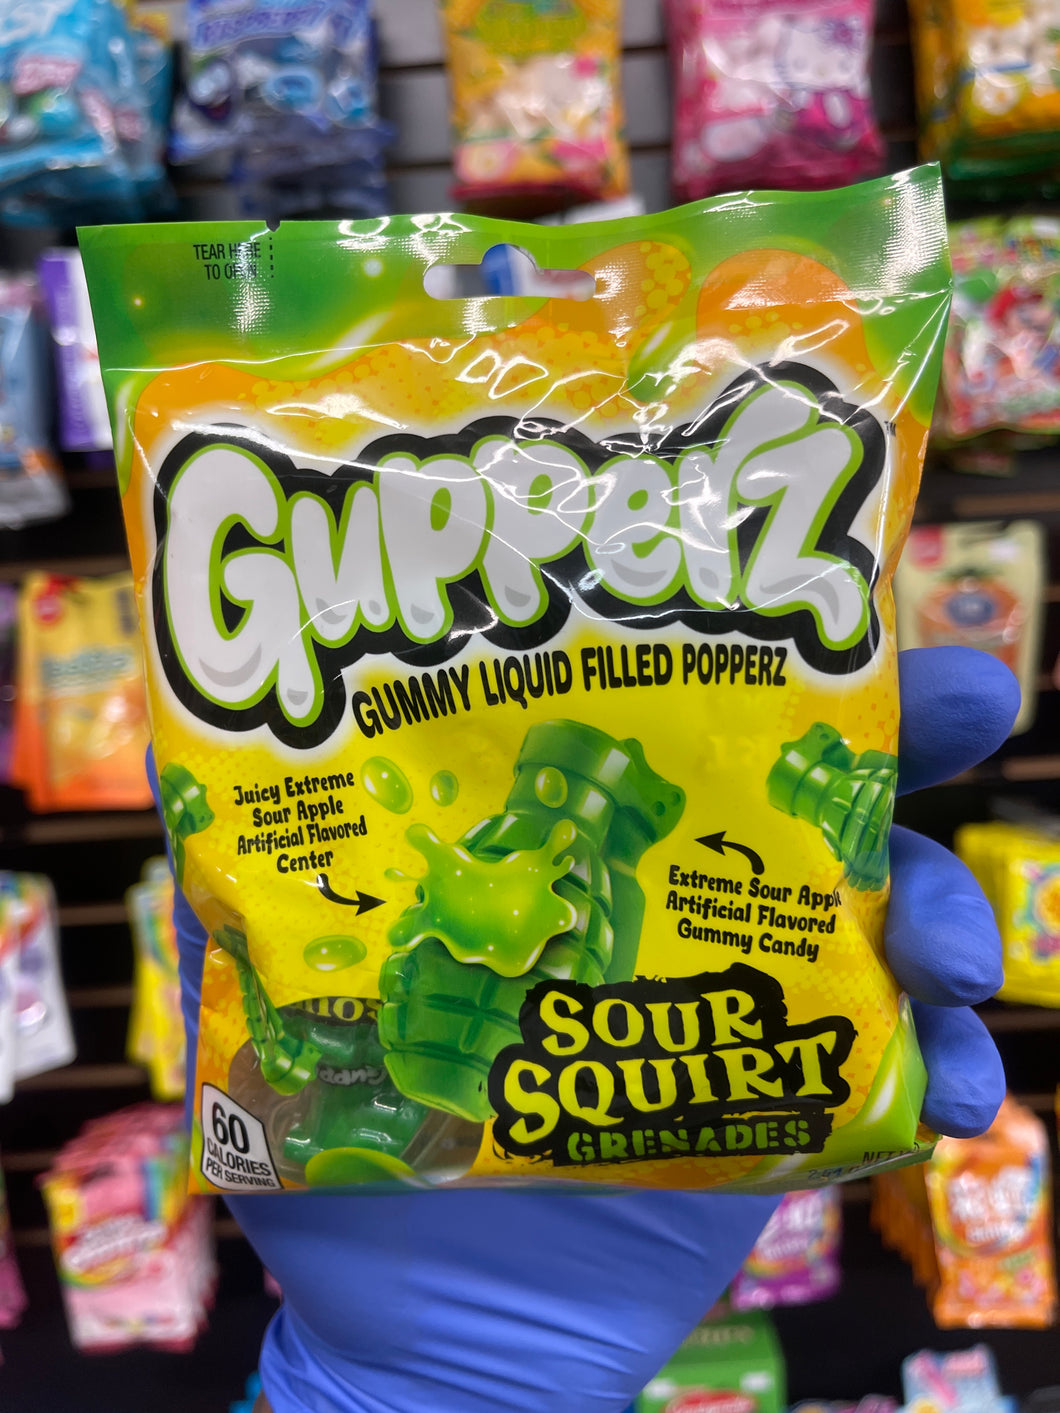 TEAR HERE
TO OPEN
Gupperz
GUMMY LIQUID FILLED POPPERZ
Juicy Extreme
Sour Apple
Artificial Flavored
Center
Extreme Sour Apple
Artificial Flavored
Gummy Candy
SOUR
SQUIRT
GRENADES
60
CALORIES
PER SERVING
NET